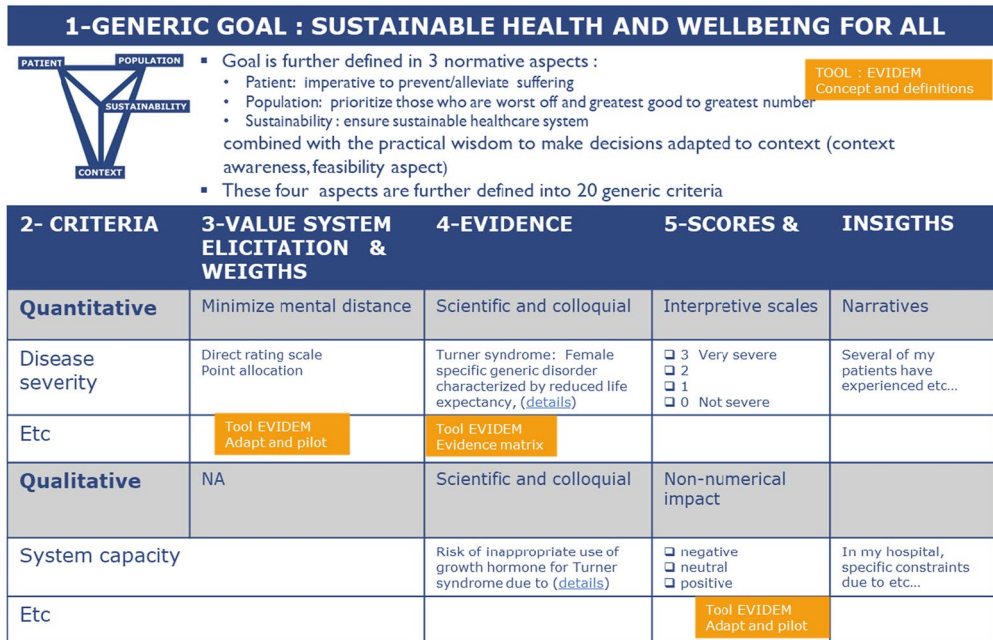 1-GENERIC GOAL : SUSTAINABLE HEALTH AND WELLBEING FOR ALL
PATIENT
POPULATION
SUSTAINABILITY
CONTEXT
▪ Goal is further defined in 3 normative aspects :
• Patient: imperative to prevent/alleviate suffering
• Population: prioritize those who are worst off and greatest good to greatest number
• Sustainability : ensure sustainable healthcare system
combined with the practical wisdom to make decisions adapted to context (context
awareness, feasibility aspect)
▪ These four aspects are further defined into 20 generic criteria
TOOL : EVIDEM
Concept and definitions
2- CRITERIA
3-VALUE SYSTEM
ELICITATION &
WEIGTHS
4-EVIDENCE
5-SCORES &
INSIGTHS
Quantitative
Minimize mental distance
Scientific and colloquial
Interpretive scales
Narratives
Disease
severity
Direct rating scale
Point allocation
Turner syndrome: Female
specific generic disorder
characterized by reduced life
expectancy, (details)
❑ 3 Very severe
❑ 2
❑ 1
❑ 0 Not severe
Several of my
patients have
experienced etc...
Etc
Tool EVIDEM
Adapt and pilot
Tool EVIDEM
Evidence matrix
Qualitative
NA
Scientific and colloquial
Non-numerical
impact
System capacity
Risk of inappropriate use of
growth hormone for Turner
syndrome due to (details)
❑ negative
❑ neutral
❑ positive
In my hospital,
specific constraints
due to etc...
Etc
Tool EVIDEM
Adapt and pilot